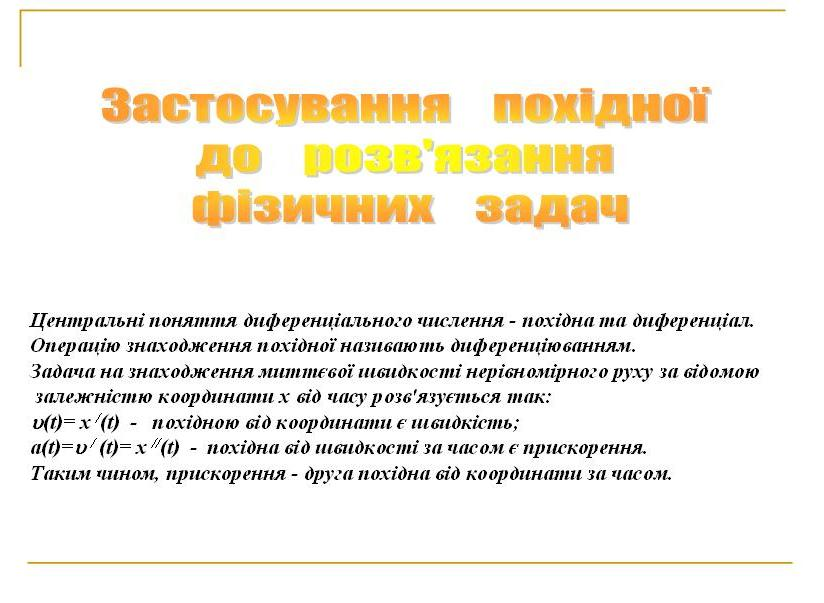 Застосування похідної
до розв'язання
фізичних задач
Центральні поняття диференціального числення - похідна та диференціал.
Операцію знаходження похідної називають диференціюванням.
Задача на знаходження миттєвої швидкості нерівномірного руху за відомою
залежністю координати х від часу розв'язується так:
υ(t)= x /(t) - похідною від координати є швидкість;
a(t)=υ / (t)= x //(t) - похідна від швидкості за часом є прискорення.
Таким чином, прискорення - друга похідна від координати за часом.